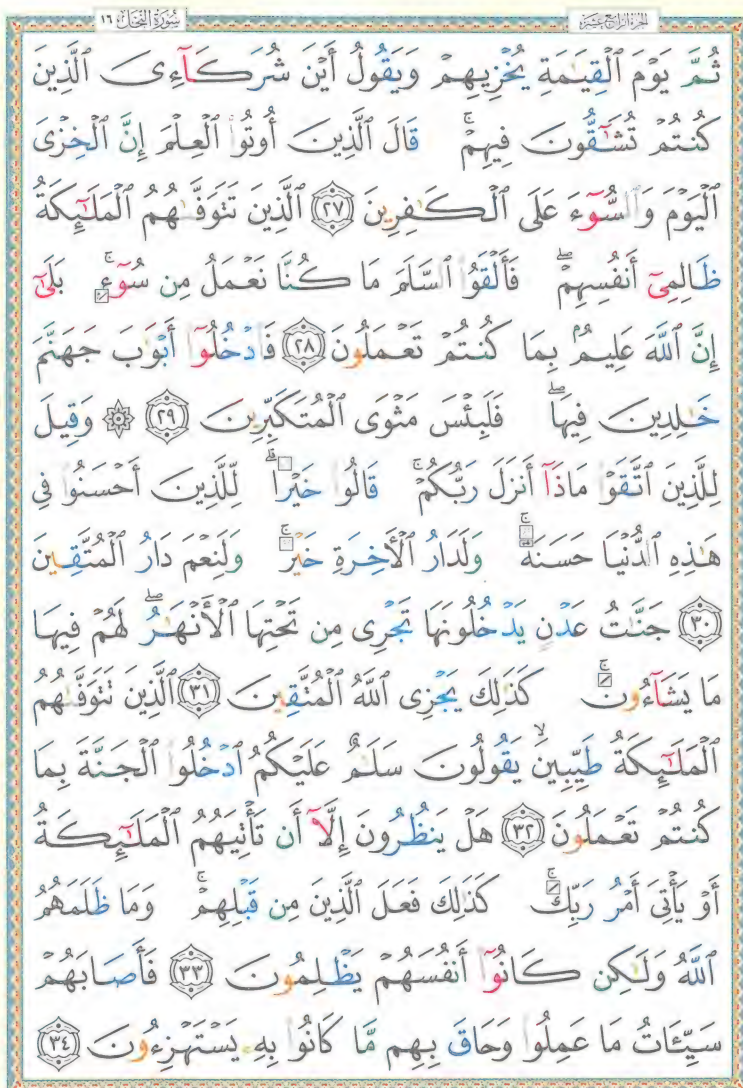 سُورَةُ النَّحْلِ ١٦
الجزء الرابع عشر
ثُمَّ يَوْمَ ٱلْقِيَـٰمَةِ يُخْزِيهِمْ وَيَقُولُ أَيْنَ شُرَكَآءِىَ ٱلَّذِينَ
كُنتُمْ تُشَـٰٓقُّونَ فِيهِمْ ۚ قَالَ ٱلَّذِينَ أُوتُوا۟ ٱلْعِلْمَ إِنَّ ٱلْخِزْىَ
ٱلْيَوْمَ وَٱلسُّوٓءَ عَلَى ٱلْكَـٰفِرِينَ ﴿٢٧﴾ ٱلَّذِينَ تَتَوَفَّىٰهُمُ ٱلْمَلَـٰٓئِكَةُ
ظَالِمِىٓ أَنفُسِهِمْ ۖ فَأَلْقَوُا۟ ٱلسَّلَمَ مَا كُنَّا نَعْمَلُ مِن سُوٓءٍۭ ۚ بَلَىٰٓ
إِنَّ ٱللَّهَ عَلِيمٌۢ بِمَا كُنتُمْ تَعْمَلُونَ ﴿٢٨﴾ فَٱدْخُلُوٓا۟ أَبْوَٰبَ جَهَنَّمَ
خَـٰلِدِينَ فِيهَا ۖ فَلَبِئْسَ مَثْوَى ٱلْمُتَكَبِّرِينَ ﴿٢٩﴾ ۞ وَقِيلَ
لِلَّذِينَ ٱتَّقَوْا۟ مَاذَآ أَنزَلَ رَبُّكُمْ ۚ قَالُوا۟ خَيْرًا ۗ لِّلَّذِينَ أَحْسَنُوا۟ فِى
هَـٰذِهِ ٱلدُّنْيَا حَسَنَةٌ ۚ وَلَدَارُ ٱلْـَٔاخِرَةِ خَيْرٌ ۚ وَلَنِعْمَ دَارُ ٱلْمُتَّقِينَ
﴿٣٠﴾ جَنَّـٰتُ عَدْنٍ يَدْخُلُونَهَا تَجْرِى مِن تَحْتِهَا ٱلْأَنْهَـٰرُ ۖ لَهُمْ فِيهَا
مَا يَشَآءُونَ ۚ كَذَٰلِكَ يَجْزِى ٱللَّهُ ٱلْمُتَّقِينَ ﴿٣١﴾ ٱلَّذِينَ تَتَوَفَّىٰهُمُ
ٱلْمَلَـٰٓئِكَةُ طَيِّبِينَ ۙ يَقُولُونَ سَلَـٰمٌ عَلَيْكُمُ ٱدْخُلُوا۟ ٱلْجَنَّةَ بِمَا
كُنتُمْ تَعْمَلُونَ ﴿٣٢﴾ هَلْ يَنظُرُونَ إِلَّآ أَن تَأْتِيَهُمُ ٱلْمَلَـٰٓئِكَةُ
أَوْ يَأْتِىَ أَمْرُ رَبِّكَ ۚ كَذَٰلِكَ فَعَلَ ٱلَّذِينَ مِن قَبْلِهِمْ ۚ وَمَا ظَلَمَهُمُ
ٱللَّهُ وَلَـٰكِن كَانُوٓا۟ أَنفُسَهُمْ يَظْلِمُونَ ﴿٣٣﴾ فَأَصَابَهُمْ
سَيِّـَٔاتُ مَا عَمِلُوا۟ وَحَاقَ بِهِم مَّا كَانُوا۟ بِهِۦ يَسْتَهْزِءُونَ ﴿٣٤﴾